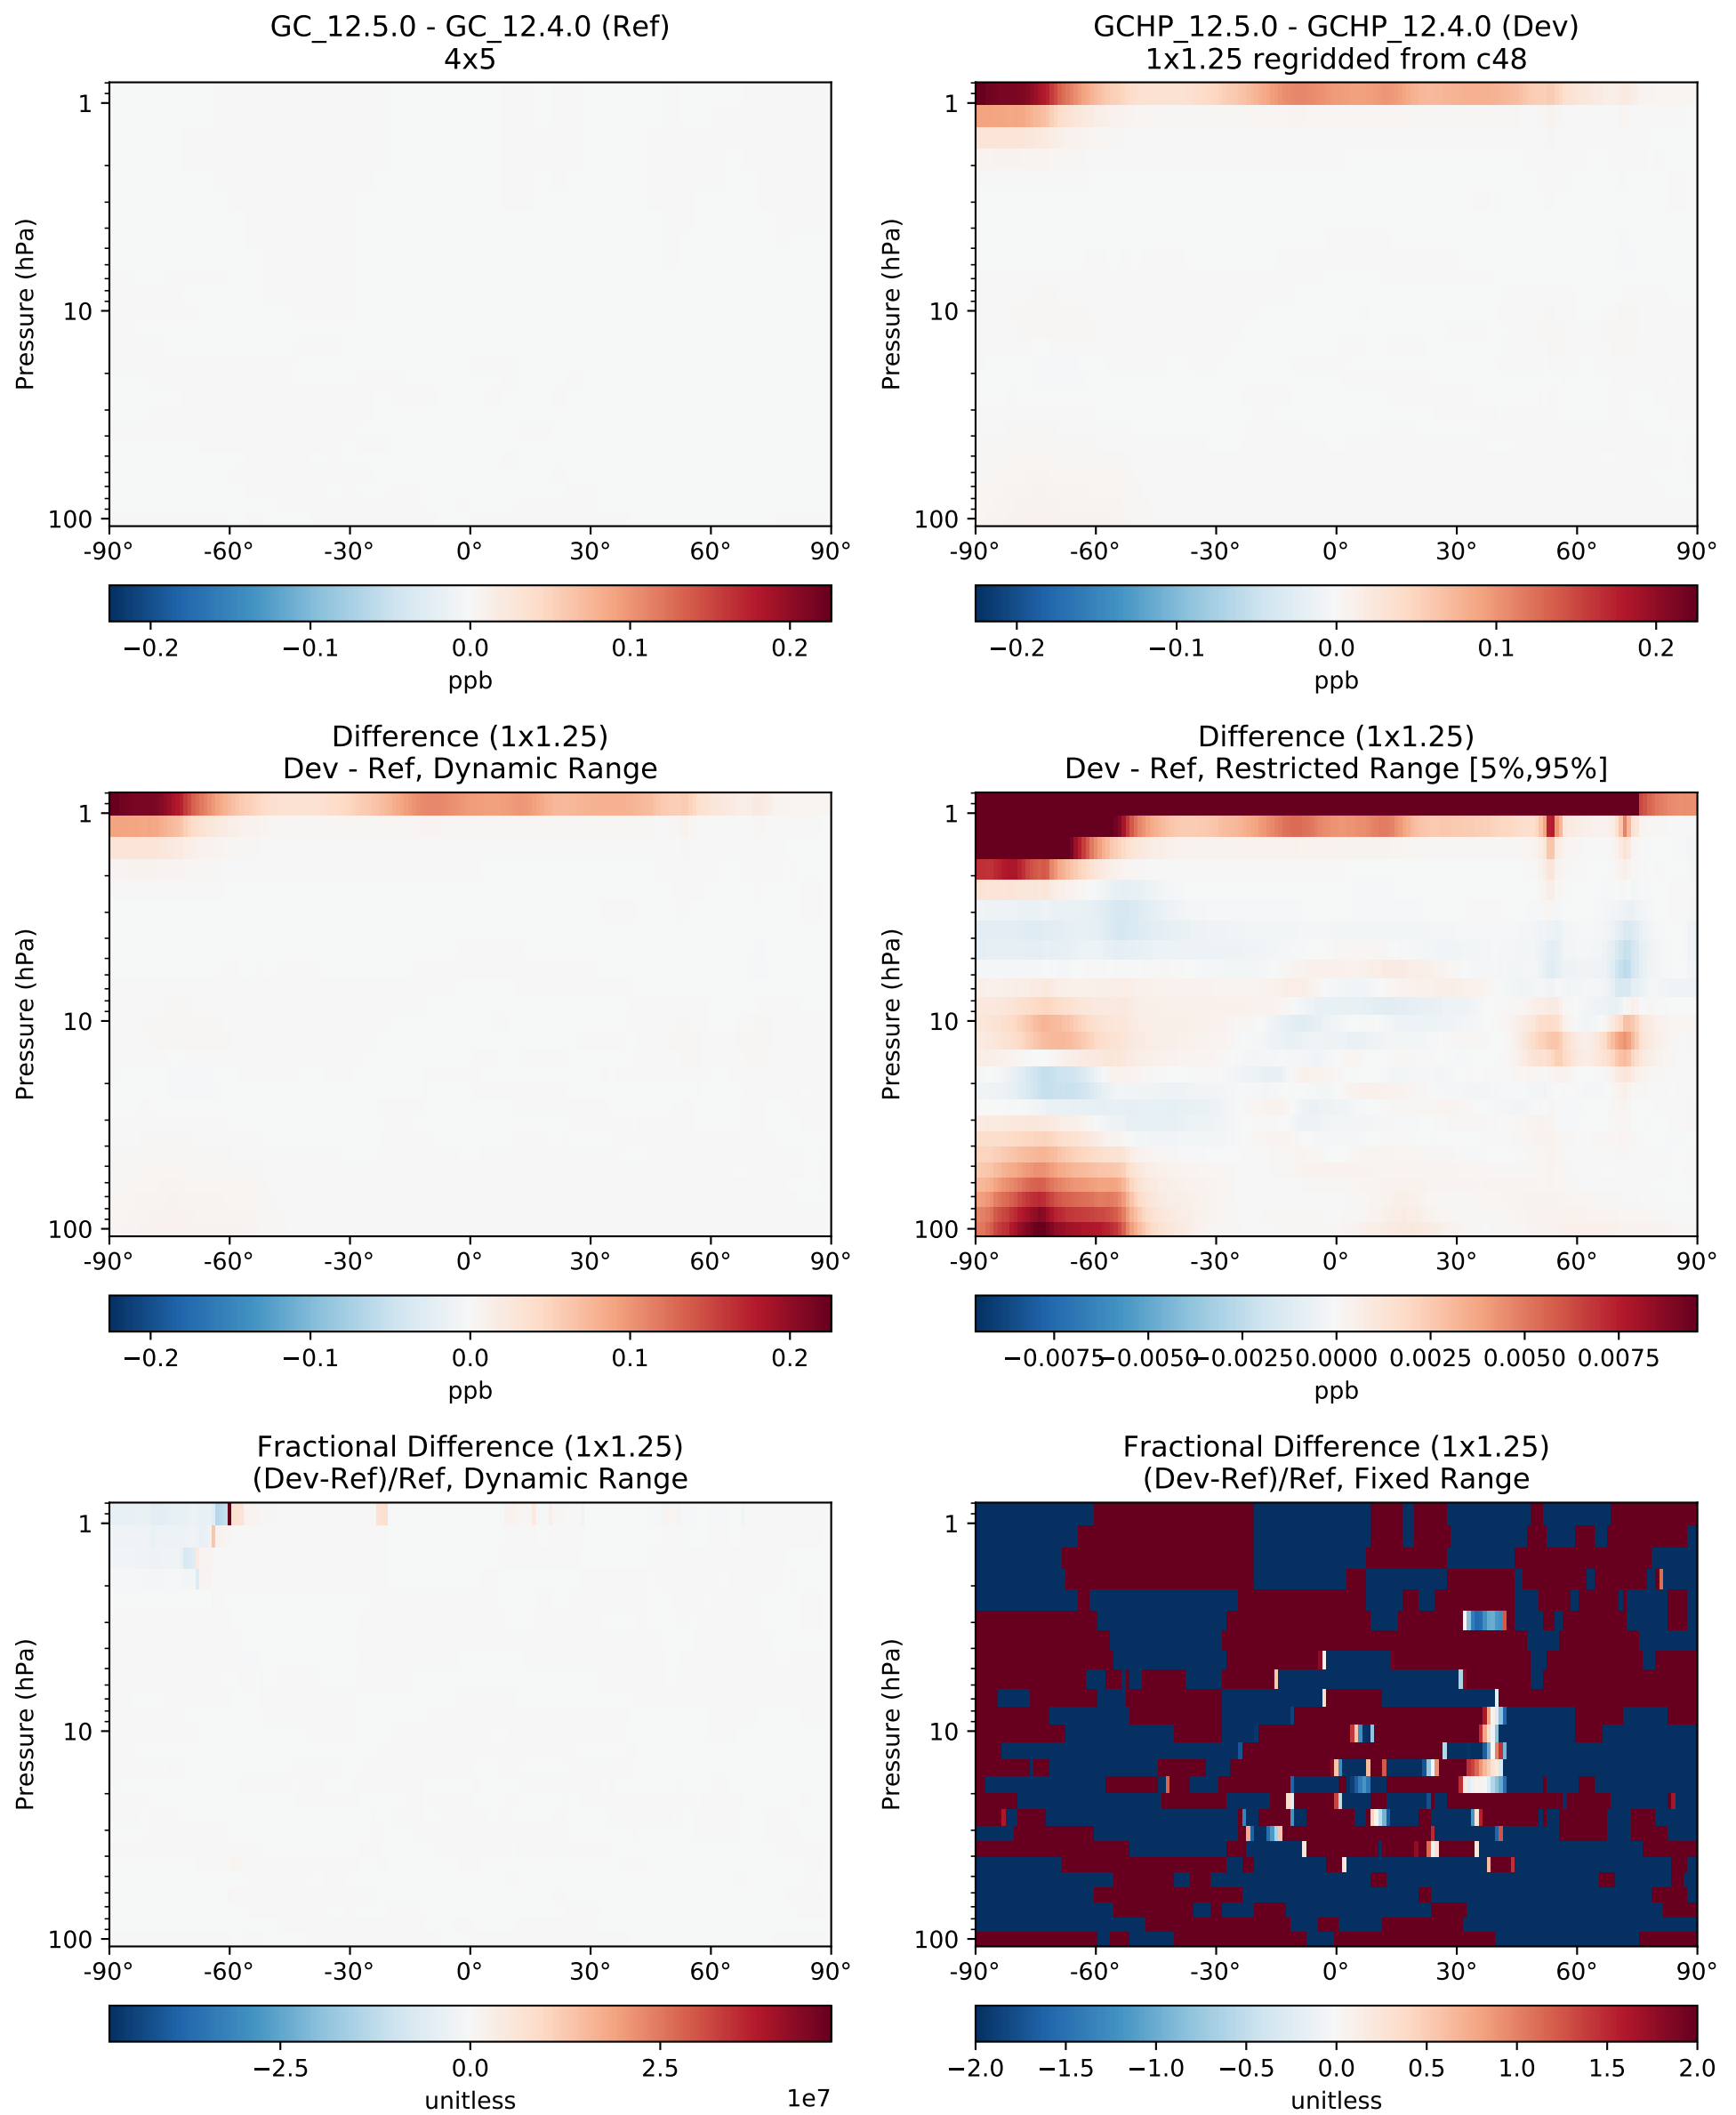 GC_12.5.0 - GC_12.4.0 (Ref)
4x5
Pressure (hPa)
1
10
100
-90° -60° -30° 0° 30° 60° 90°
−0.2 −0.1 0.0 0.1 0.2
ppb
GCHP_12.5.0 - GCHP_12.4.0 (Dev)
1x1.25 regridded from c48
Pressure (hPa)
1
10
100
-90° -60° -30° 0° 30° 60° 90°
−0.2 −0.1 0.0 0.1 0.2
ppb
Difference (1x1.25)
Dev - Ref, Dynamic Range
Pressure (hPa)
1
10
100
-90° -60° -30° 0° 30° 60° 90°
−0.2 −0.1 0.0 0.1 0.2
ppb
Difference (1x1.25)
Dev - Ref, Restricted Range [5%,95%]
Pressure (hPa)
1
10
100
-90° -60° -30° 0° 30° 60° 90°
−0.0075 −0.0050 −0.0025 0.0000 0.0025 0.0050 0.0075
ppb
Fractional Difference (1x1.25)
(Dev-Ref)/Ref, Dynamic Range
Pressure (hPa)
1
10
100
-90° -60° -30° 0° 30° 60° 90°
−2.5 0.0 2.5
unitless
1e7
Fractional Difference (1x1.25)
(Dev-Ref)/Ref, Fixed Range
Pressure (hPa)
1
10
100
-90° -60° -30° 0° 30° 60° 90°
−2.0 −1.5 −1.0 −0.5 0.0 0.5 1.0 1.5 2.0
unitless